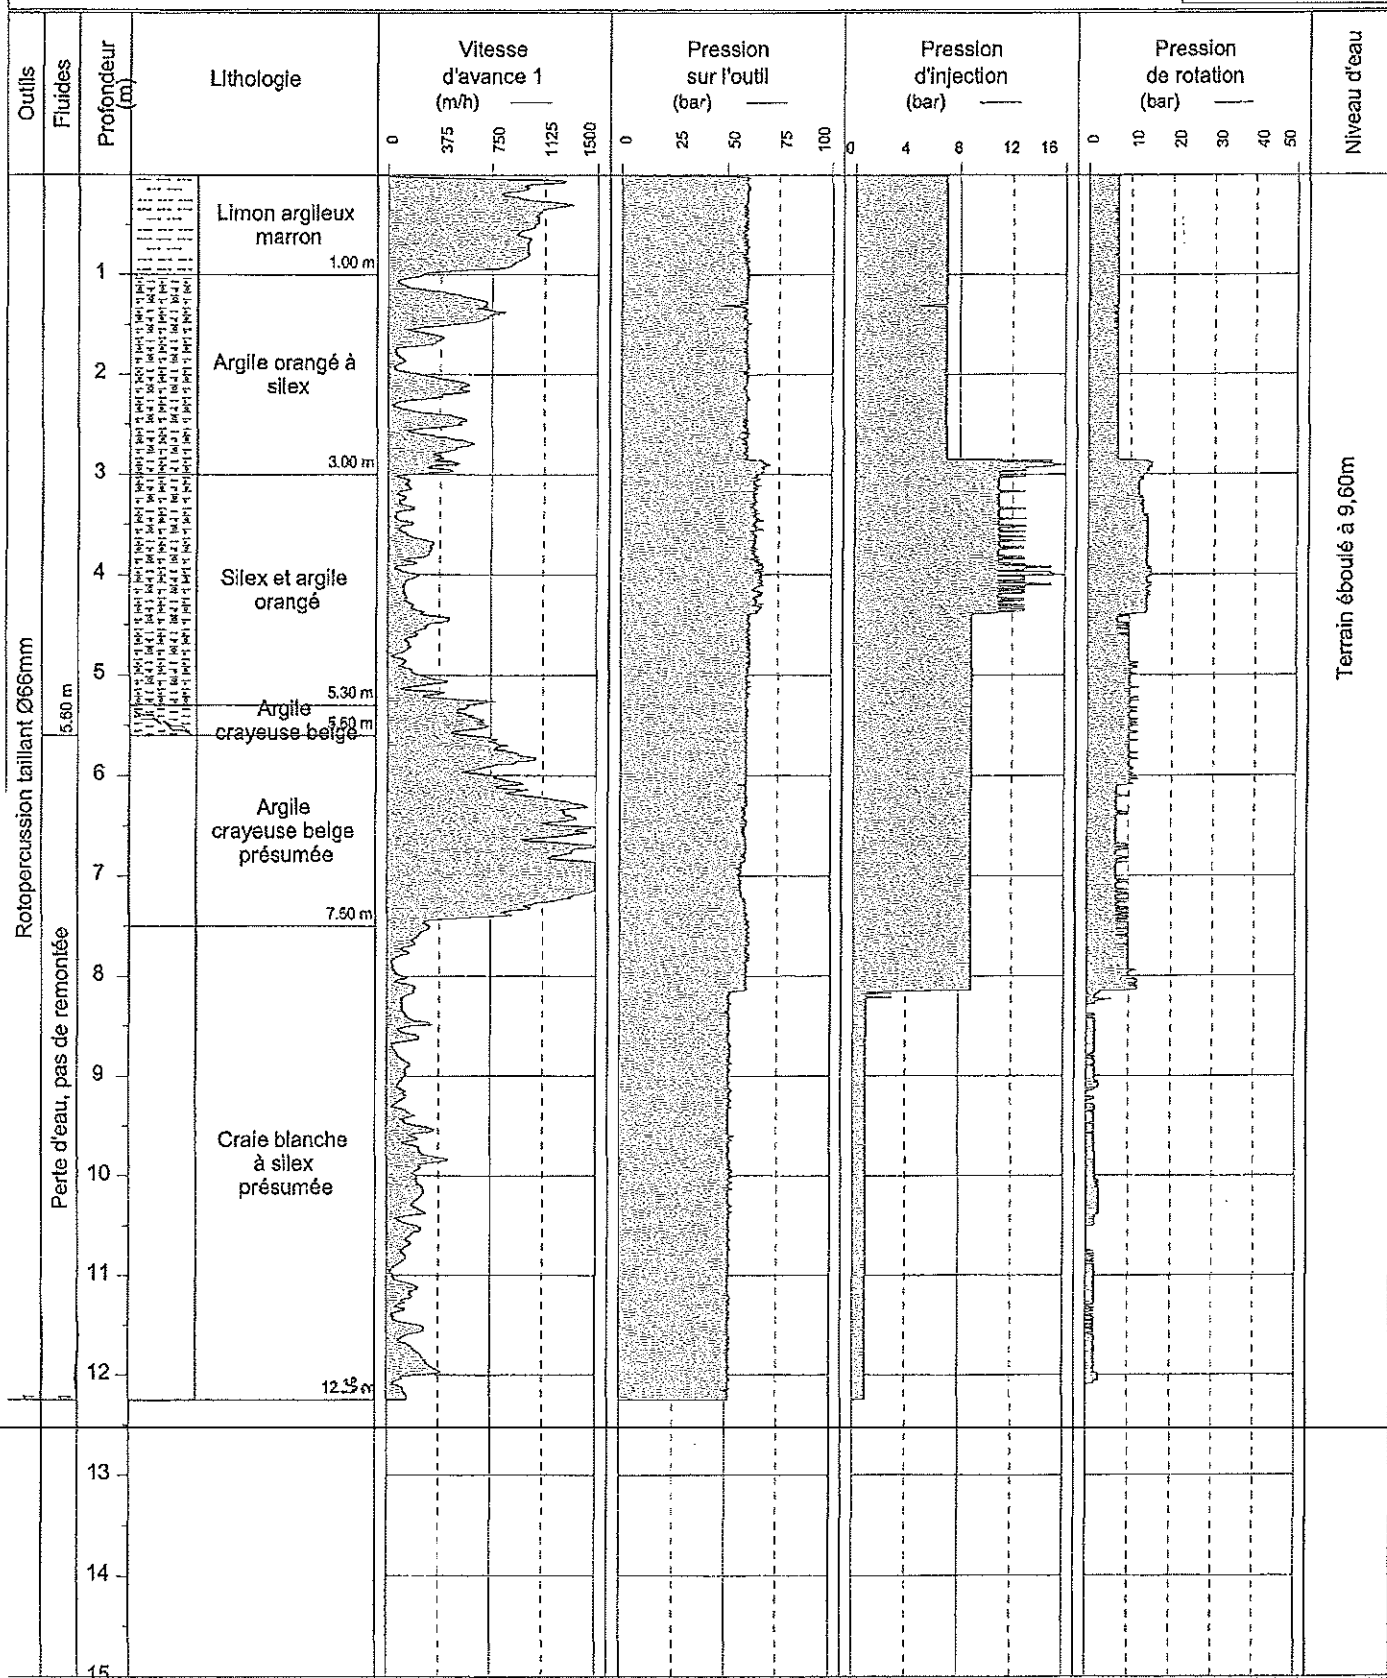 Outils
Fluides
Profondeur
(m)
Lithologie
Vitesse
d'avance 1
(m/h)
0 375 750 1125 1500
Pression
sur l'outil
(bar)
0 25 50 75 100
Pression
d'injection
(bar)
0 4 8 12 16
Pression
de rotation
(bar)
0 10 20 30 40 50
Niveau d'eau
Rotopercussion taillant Ø66mm
5.60 m
Perte d'eau, pas de remontée
Limon argileux
marron
1.00 m
1
Argile orangé à
silex
2
3.00 m
3
Silex et argile
orangé
4
5
5.30 m
Argile
crayeuse beige
5.60 m
6
Argile
crayeuse beige
présumée
7
7.50 m
8
9
Craie blanche
à silex
présumée
10
11
12
13
14
15
Terrain éboulé à 9,60m